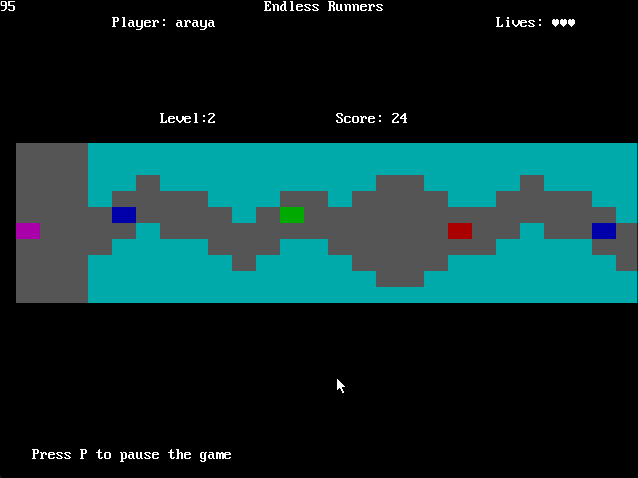 95 Endless Runners
Player: araya Lives: ♥♥♥
Level:2 Score: 24
Press P to pause the game